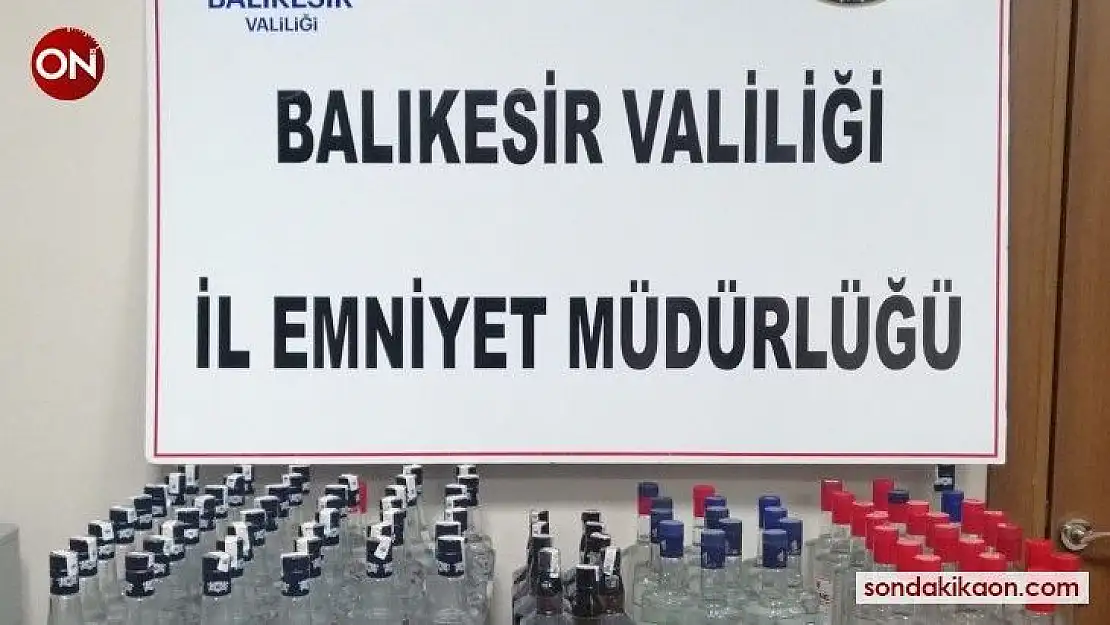 BALIKESİR
VALİLİĞİ
ON
BALIKESİR VALİLİĞİ
İL EMNİYET MÜDÜRLÜĞÜ
sondakikaon.com